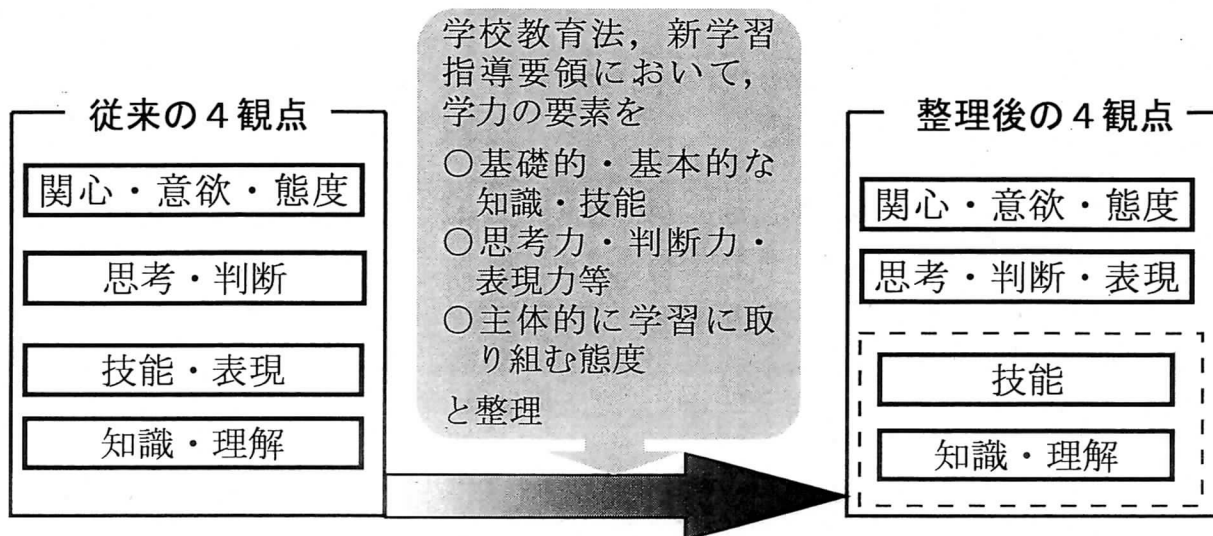 従来の４観点
関心・意欲・態度
思考・判断
技能・表現
知識・理解
学校教育法，新学習
指導要領において，
学力の要素を
○基礎的・基本的な
知識・技能
○思考力・判断力・
表現力等
○主体的に学習に取
り組む態度
と整理
整理後の４観点
関心・意欲・態度
思考・判断・表現
技能
知識・理解